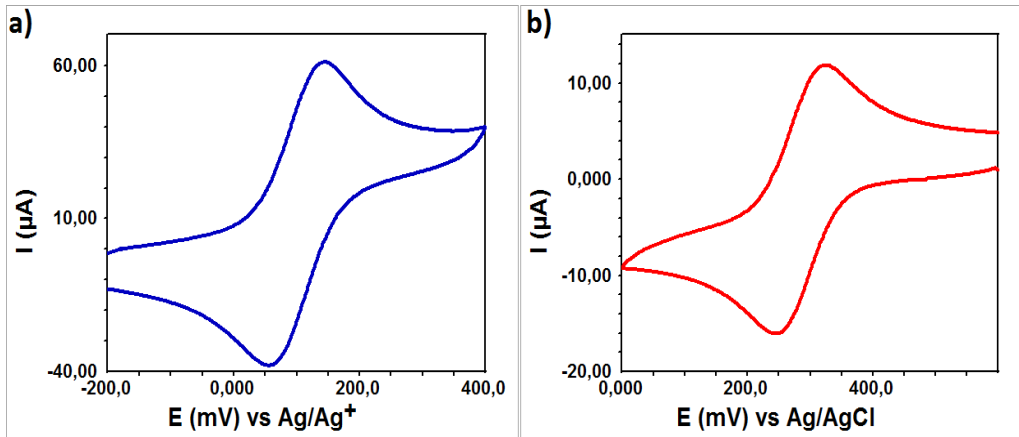 a)
60,00
10,00
-40,00
I (µA)
-200,0 0,000 200,0 400,0
E (mV) vs Ag/Ag⁺
b)
10,00
0,000
-10,00
-20,00
I (µA)
0,000 200,0 400,0
E (mV) vs Ag/AgCl